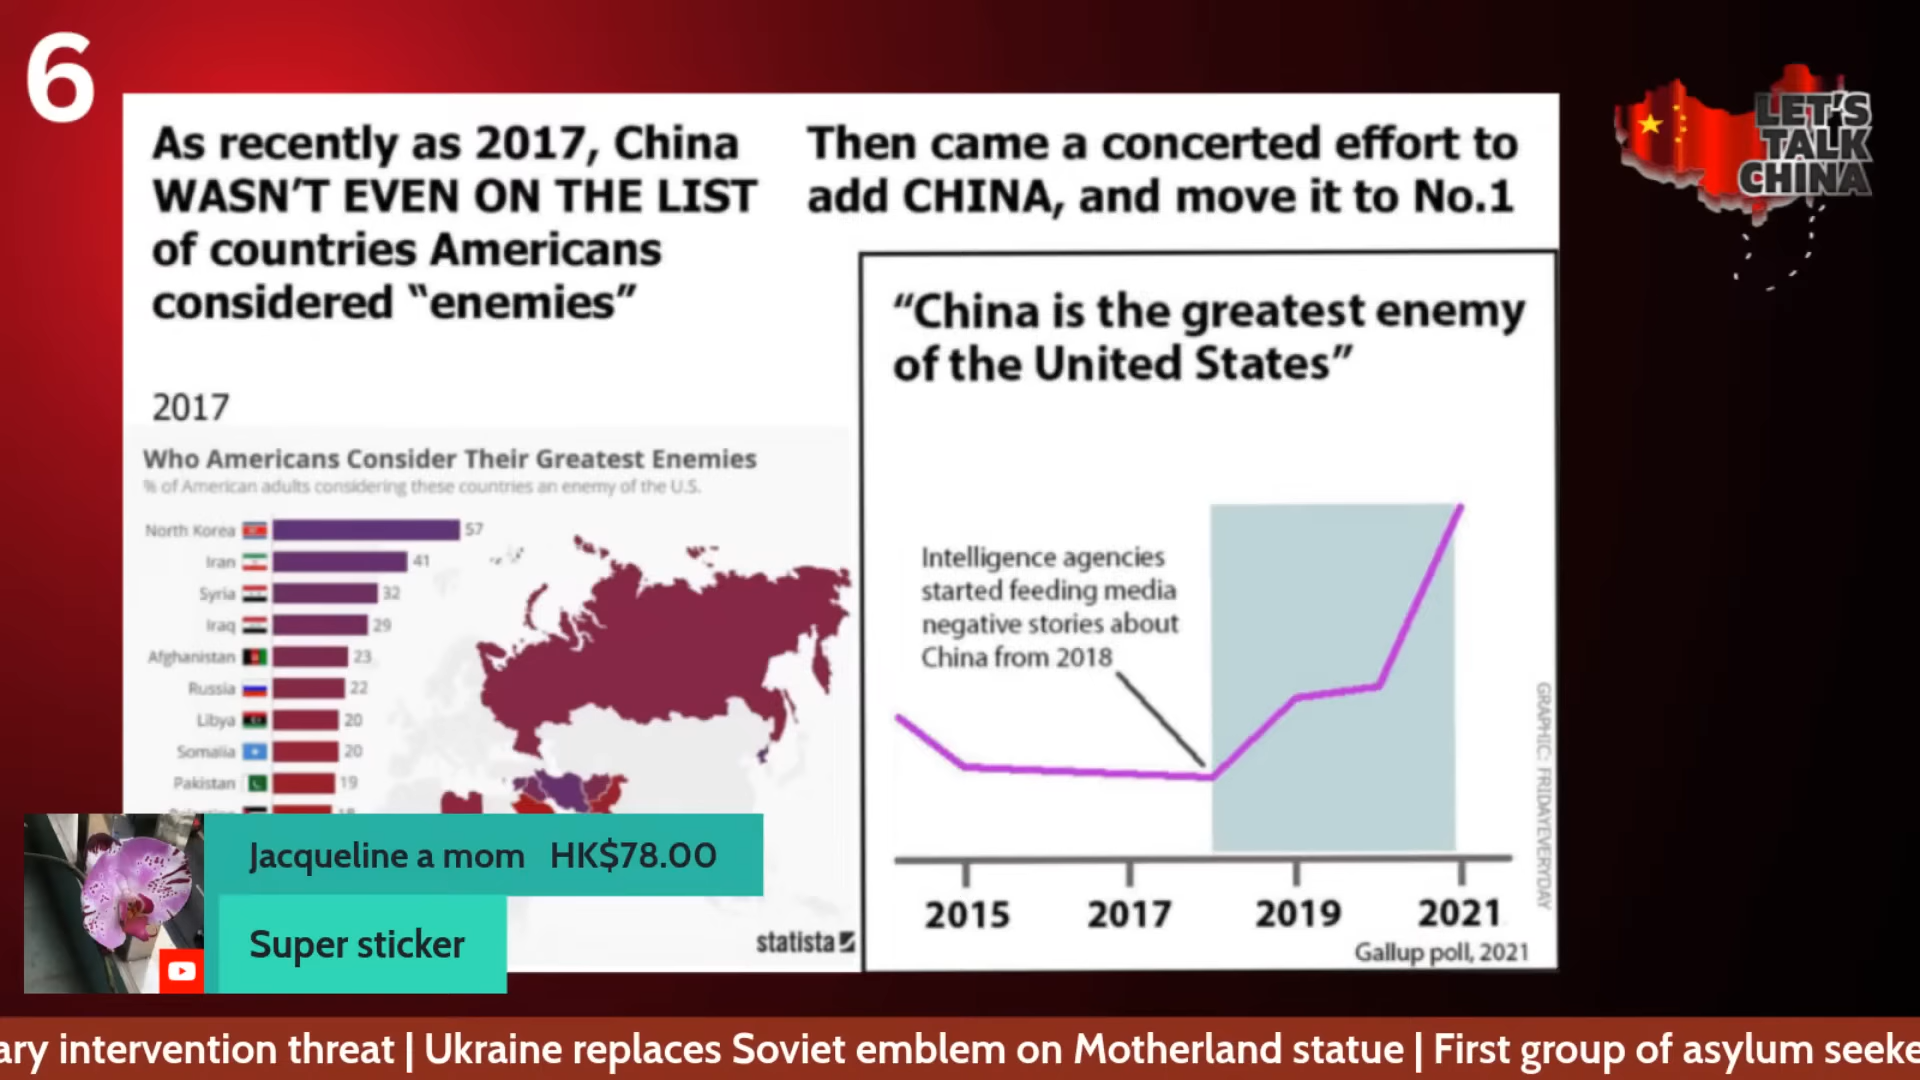 6
As recently as 2017, China
WASN'T EVEN ON THE LIST
of countries Americans
considered “enemies”
2017
Who Americans Consider Their Greatest Enemies
% of American adults considering these countries an enemy of the U.S.
North Korea 57
Iran 41
Syria 32
Iraq 29
Afghanistan 23
Russia 22
Libya 20
Somalia 20
Pakistan 19
statista
Then came a concerted effort to
add CHINA, and move it to No.1
“China is the greatest enemy
of the United States”
Intelligence agencies
started feeding media
negative stories about
China from 2018
2015 2017 2019 2021
Gallup poll, 2021
GRAPHIC: FRIDAYEVERYDAY
LET'S
TALK
CHINA
Jacqueline a mom HK$78.00
Super sticker
ary intervention threat | Ukraine replaces Soviet emblem on Motherland statue | First group of asylum seeke